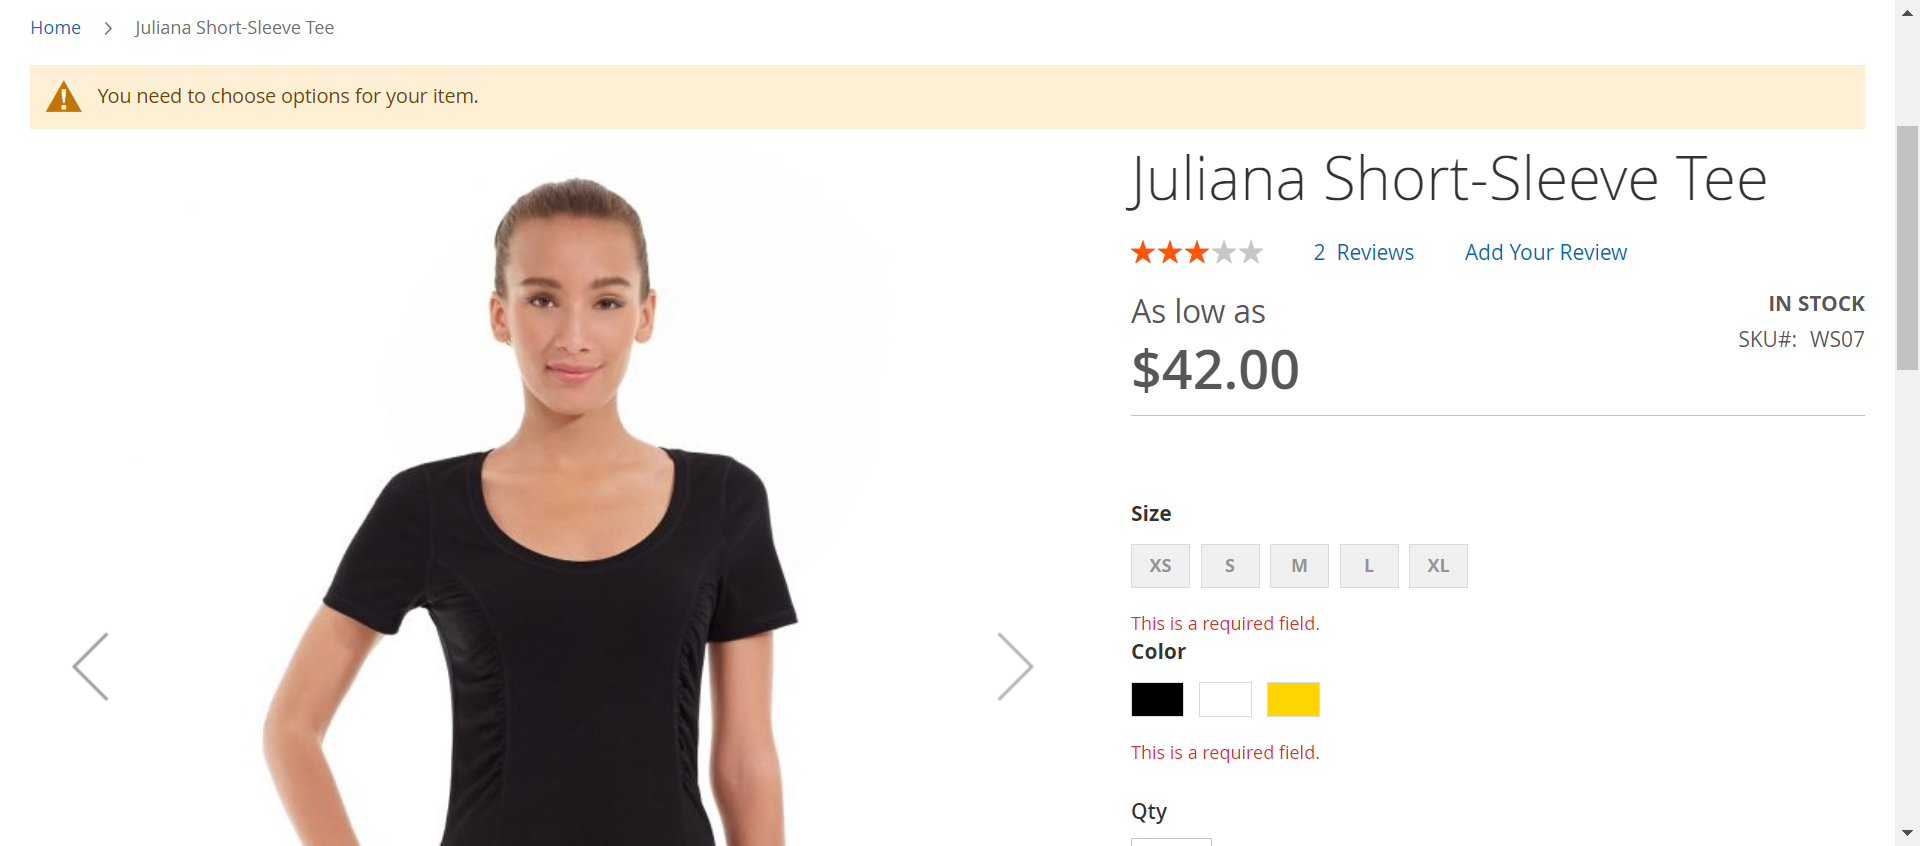 Home > Juliana Short-Sleeve Tee
You need to choose options for your item.
Juliana Short-Sleeve Tee
2 Reviews Add Your Review
As low as
$42.00
IN STOCK
SKU#: WS07
Size
XS S M L XL
This is a required field.
Color
This is a required field.
Qty